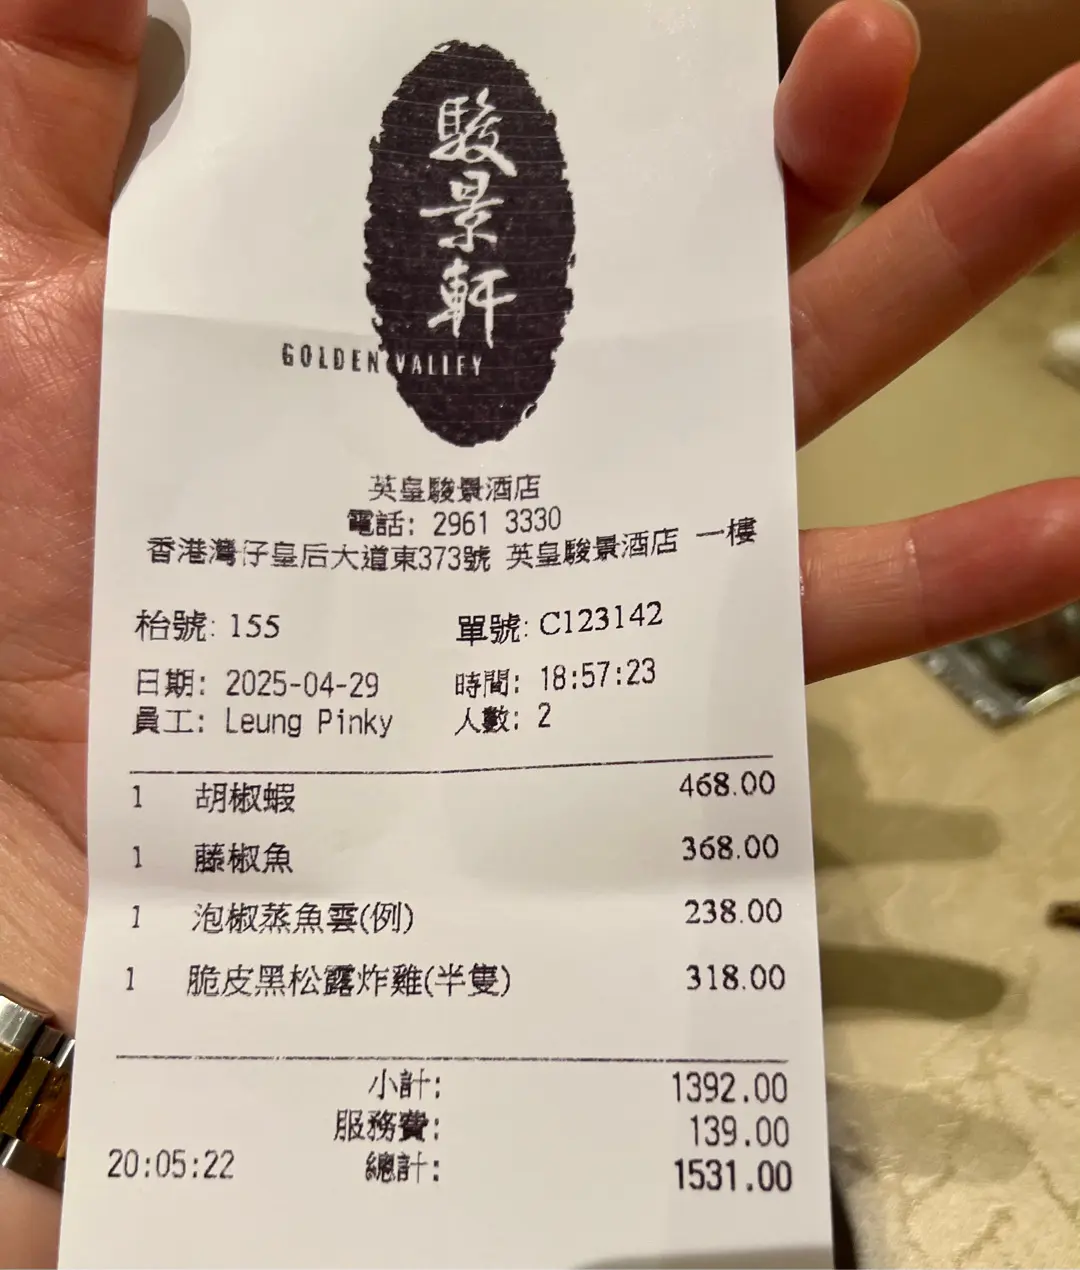 駿景軒
GOLDEN VALLEY
英皇駿景酒店
電話: 2961 3330
香港灣仔皇后大道東373號 英皇駿景酒店 一樓
枱號: 155 單號: C123142
日期: 2025-04-29 時間: 18:57:23
員工: Leung Pinky 人數: 2
1 胡椒蝦 468.00
1 藤椒魚 368.00
1 泡椒蒸魚雲(例) 238.00
1 脆皮黑松露炸雞(半隻) 318.00
小計: 1392.00
服務費: 139.00
20:05:22 總計: 1531.00